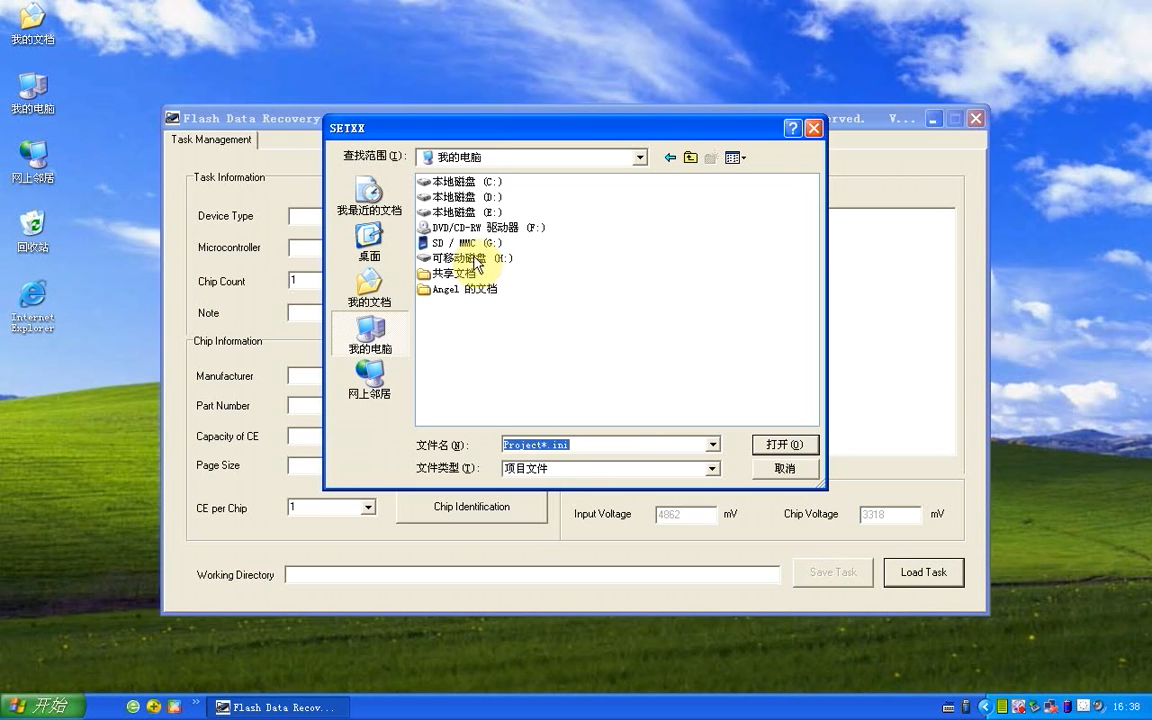 我的文档
我的电脑
网上邻居
回收站
Internet
Explorer
Flash Data Recovery
rved. V...
Task Management
Task Information
Device Type
Microcontroller
Chip Count
1
Note
Chip Information
Manufacturer
Part Number
Capacity of CE
Page Size
CE per Chip
1
Chip Identification
Input Voltage
4862
mV
Chip Voltage
3318
mV
Working Directory
Save Task
Load Task
SETXX
查找范围(I):
我的电脑
我最近的文档
桌面
我的文档
我的电脑
网上邻居
本地磁盘 (C:)
本地磁盘 (D:)
本地磁盘 (E:)
DVD/CD-RW 驱动器 (F:)
SD / MMC (G:)
可移动磁盘 (H:)
共享文档
Angel 的文档
文件名(N):
Project*.ini
打开(O)
文件类型(T):
项目文件
取消
开始
Flash Data Recov...
16:38